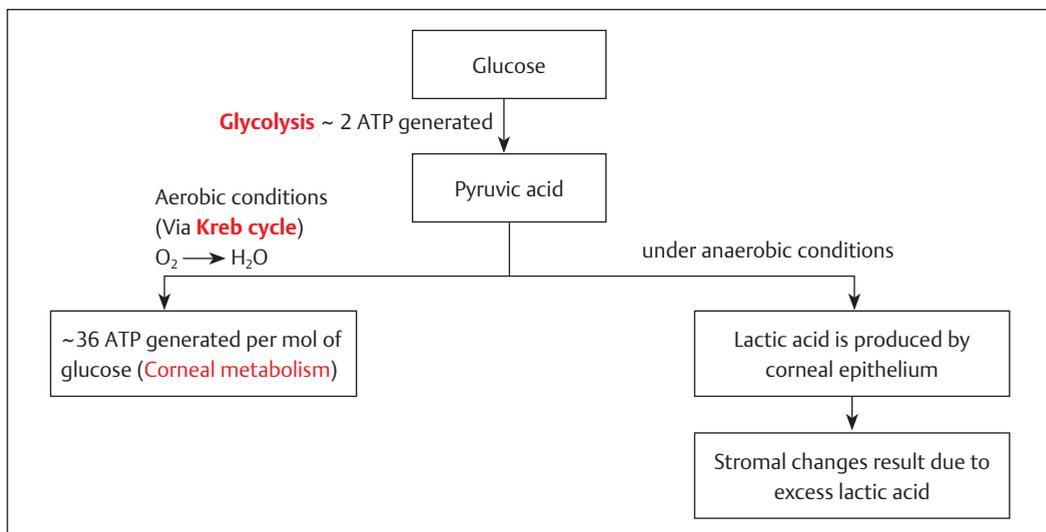 Glucose
Glycolysis ~ 2 ATP generated
Pyruvic acid
Aerobic conditions
(Via Kreb cycle)
O₂ ⟶ H₂O
under anaerobic conditions
~36 ATP generated per mol of
glucose (Corneal metabolism)
Lactic acid is produced by
corneal epithelium
Stromal changes result due to
excess lactic acid